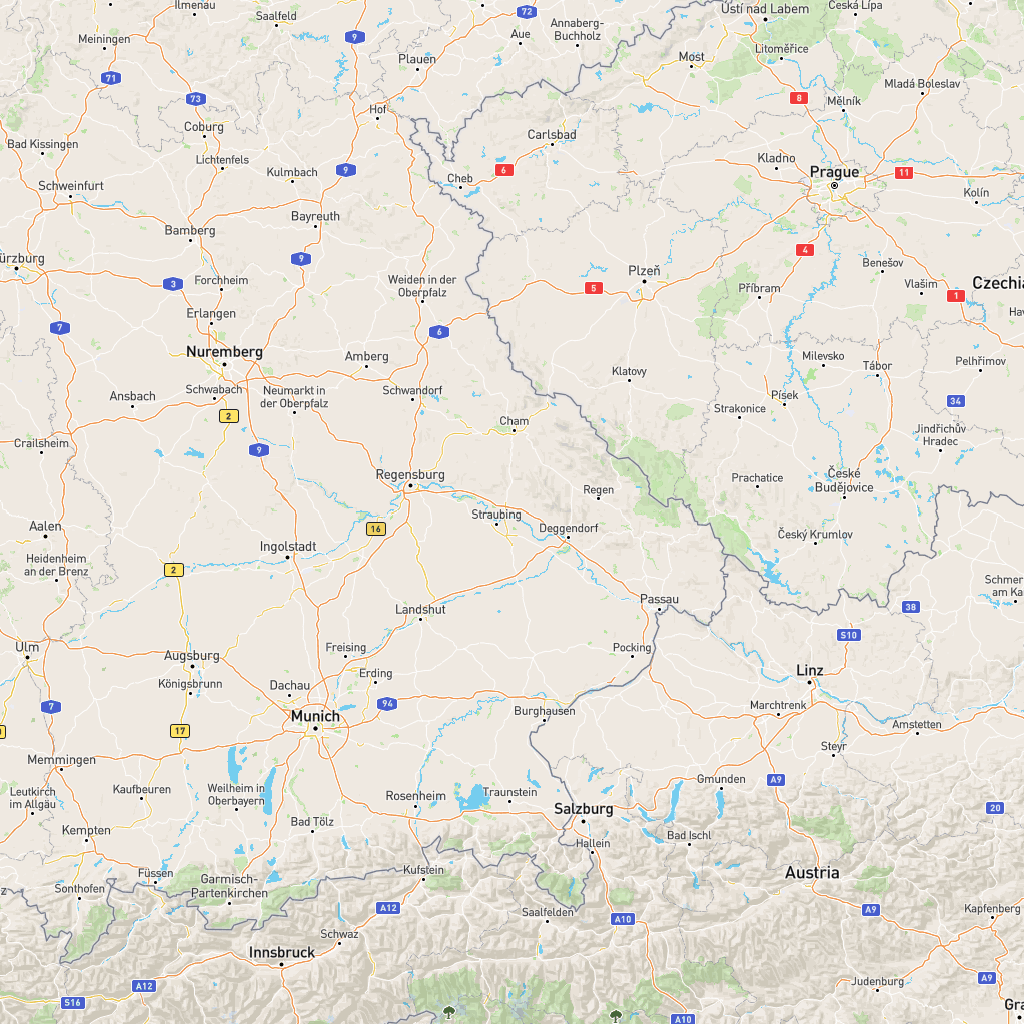 Ilmenau
Saalfeld
72
Annaberg-
Buchholz
Ústí nad Labem
Česká Lípa
Meiningen
9
Aue
Litoměřice
Plauen
Most
71
73
Hof
8
Mladá Boleslav
Mělník
Coburg
Carlsbad
Bad Kissingen
Lichtenfels
Kulmbach
9
Cheb
6
Kladno
Prague
11
Schweinfurt
Kolín
Bayreuth
Bamberg
ürzburg
9
4
Benešov
3
Forchheim
Weiden in der
Oberpfalz
5
Plzeň
Příbram
Vlašim
1
Czechia
Erlangen
7
6
Nuremberg
Amberg
Milevsko
Tábor
Pelhřimov
Klatovy
Ansbach
Schwabach
Neumarkt in
der Oberpfalz
Schwandorf
Písek
34
2
Strakonice
Cham
Crailsheim
9
Jindřichův
Hradec
Regensburg
Regen
Prachatice
České
Budějovice
Aalen
16
Straubing
Deggendorf
Český Krumlov
Ingolstadt
Heidenheim
an der Brenz
2
Landshut
Passau
38
S10
Ulm
Augsburg
Freising
Pocking
Erding
Linz
Königsbrunn
Dachau
7
94
Munich
Burghausen
Marchtrenk
Amstetten
17
Steyr
Memmingen
A9
Gmunden
Leutkirch
im Allgäu
Kaufbeuren
Weilheim in
Oberbayern
Rosenheim
Traunstein
Salzburg
20
Kempten
Bad Tölz
Bad Ischl
Hallein
Füssen
Kufstein
Austria
Sonthofen
Garmisch-
Partenkirchen
A12
Saalfelden
A10
A9
Kapfenberg
Schwaz
Innsbruck
A12
A9
Judenburg
S16
A10